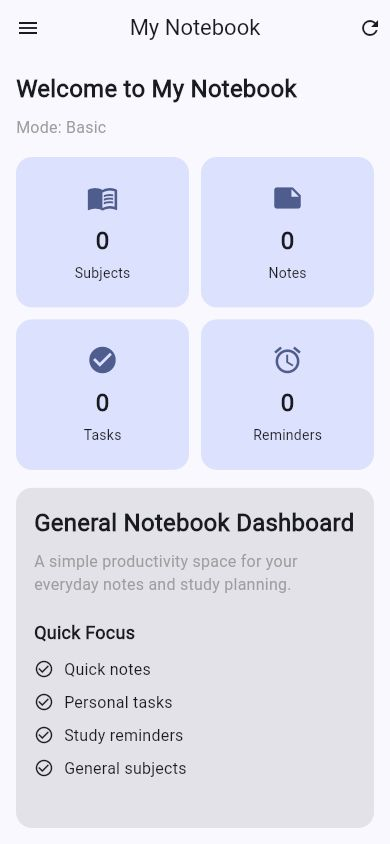 My Notebook
Welcome to My Notebook
Mode: Basic
0
Subjects
0
Notes
0
Tasks
0
Reminders
General Notebook Dashboard
A simple productivity space for your
everyday notes and study planning.
Quick Focus
Quick notes
Personal tasks
Study reminders
General subjects